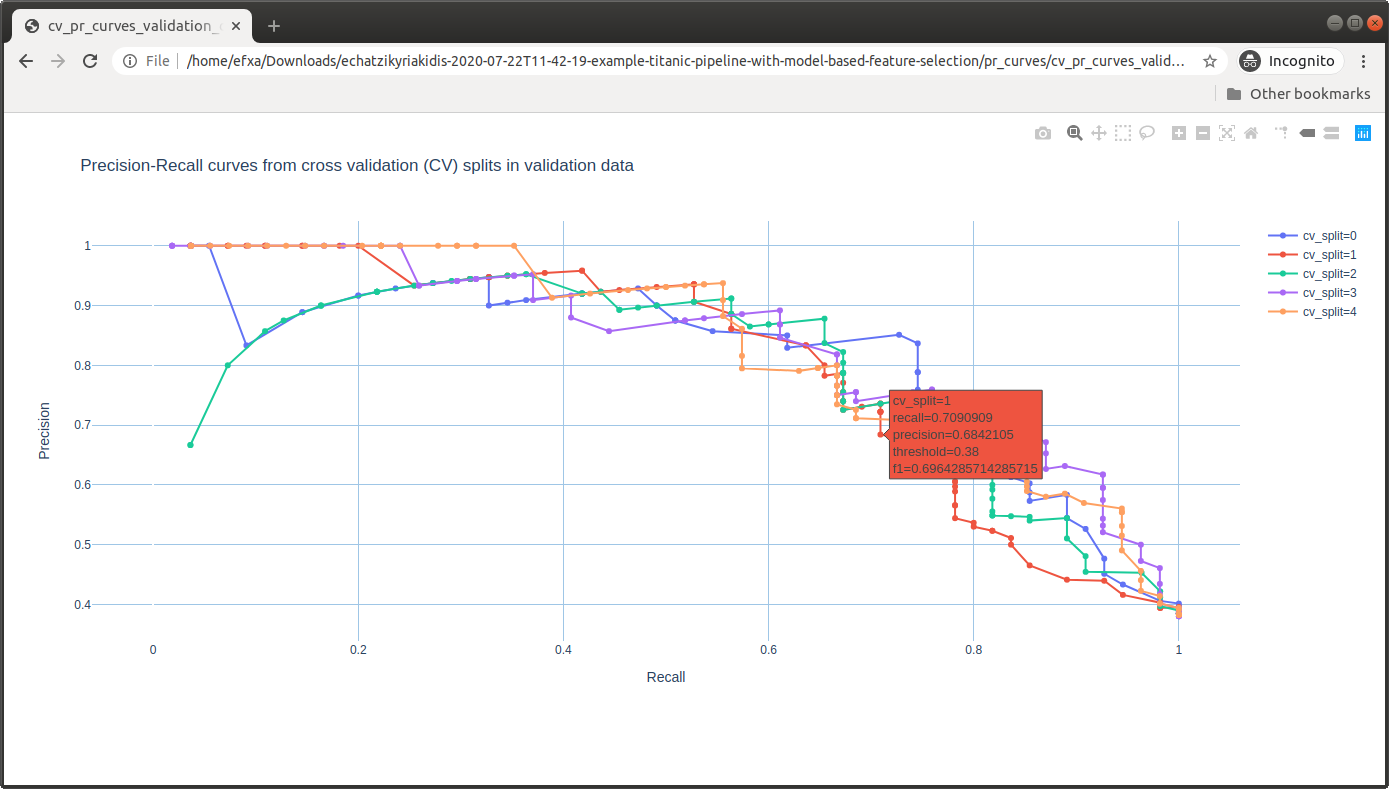 cv_pr_curves_validation_
File
/home/efxa/Downloads/echatzikyriakidis-2020-07-22T11-42-19-example-titanic-pipeline-with-model-based-feature-selection/pr_curves/cv_pr_curves_valid...
Incognito
Other bookmarks
Precision-Recall curves from cross validation (CV) splits in validation data
cv_split=0
cv_split=1
cv_split=2
cv_split=3
cv_split=4
1
0.9
0.8
0.7
0.6
0.5
0.4
Precision
cv_split=1
recall=0.7090909
precision=0.6842105
threshold=0.38
f1=0.6964285714285715
0 0.2 0.4 0.6 0.8 1
Recall